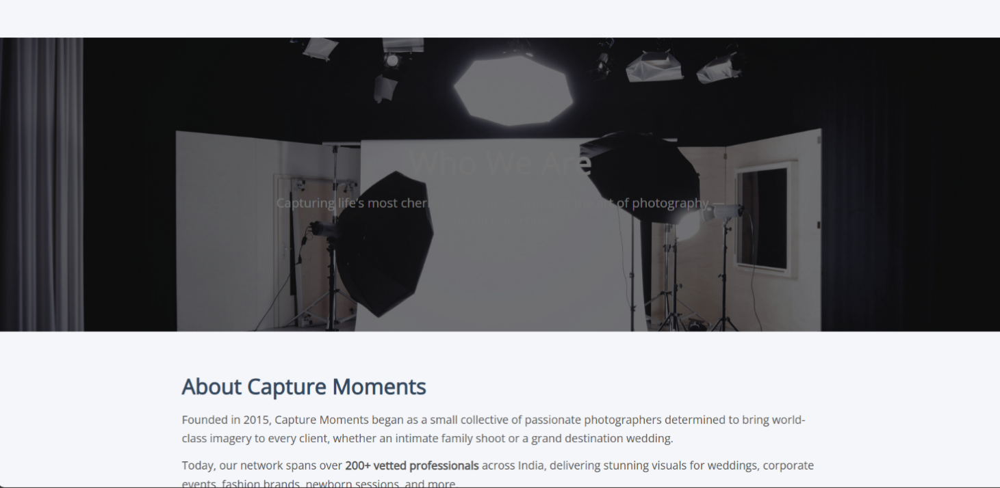 Who We Are
Capturing life's most cher art of photography —
About Capture Moments
Founded in 2015, Capture Moments began as a small collective of passionate photographers determined to bring world-
class imagery to every client, whether an intimate family shoot or a grand destination wedding.
Today, our network spans over 200+ vetted professionals across India, delivering stunning visuals for weddings, corporate
events, fashion brands, newborn sessions, and more.